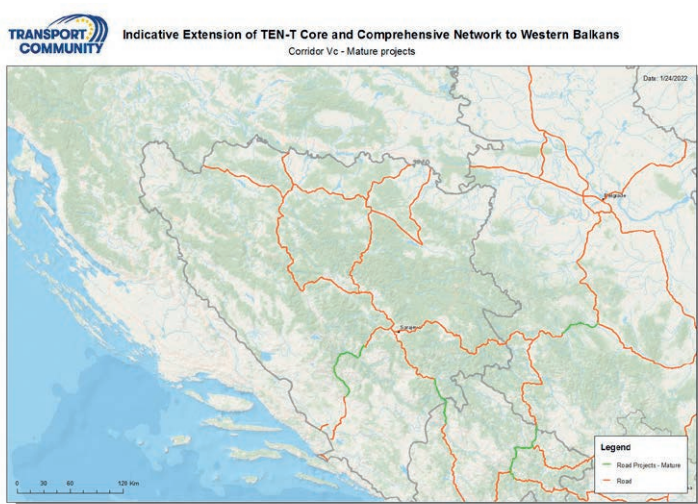 TRANSPORT
COMMUNITY
Indicative Extension of TEN-T Core and Comprehensive Network to Western Balkans
Corridor Vc - Mature projects
Date: 1/24/2022
Belgrade
Legend
Road Projects - Mature
Road
0 30 60 120 Km